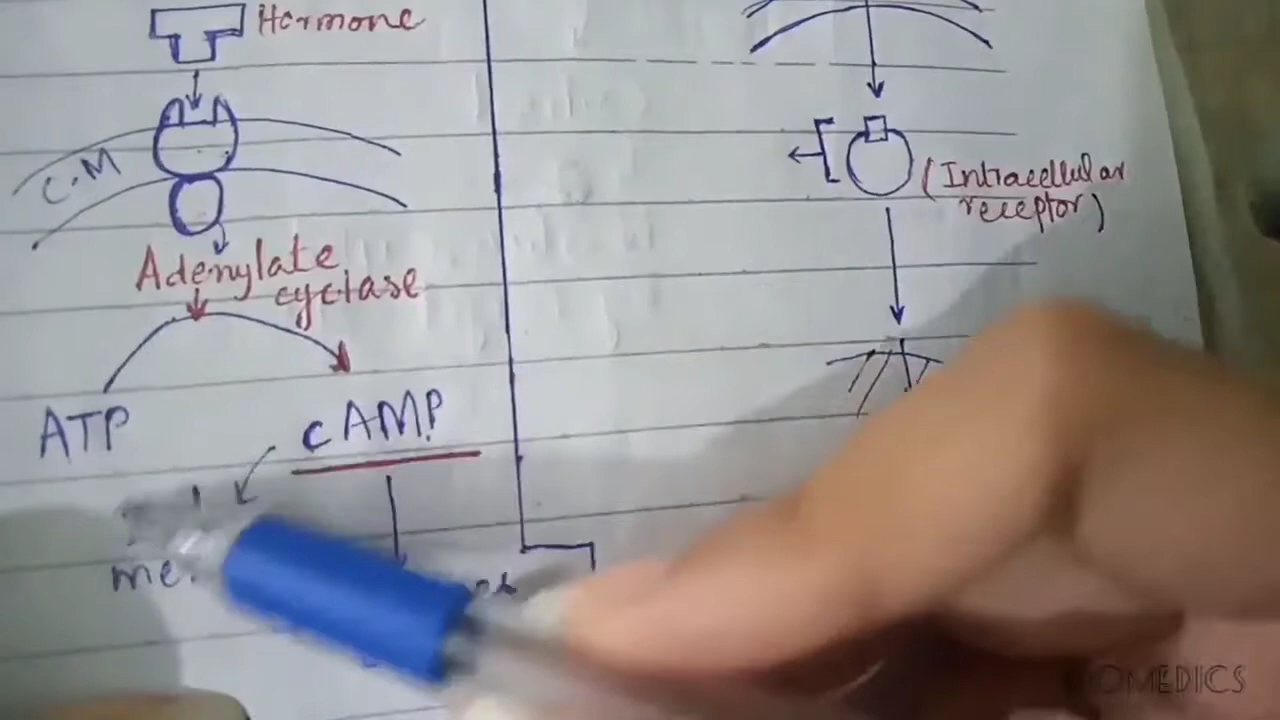 Hormone
C-M
Adenylate
cyclase
ATP
cAMP
(Intracellular
receptor)